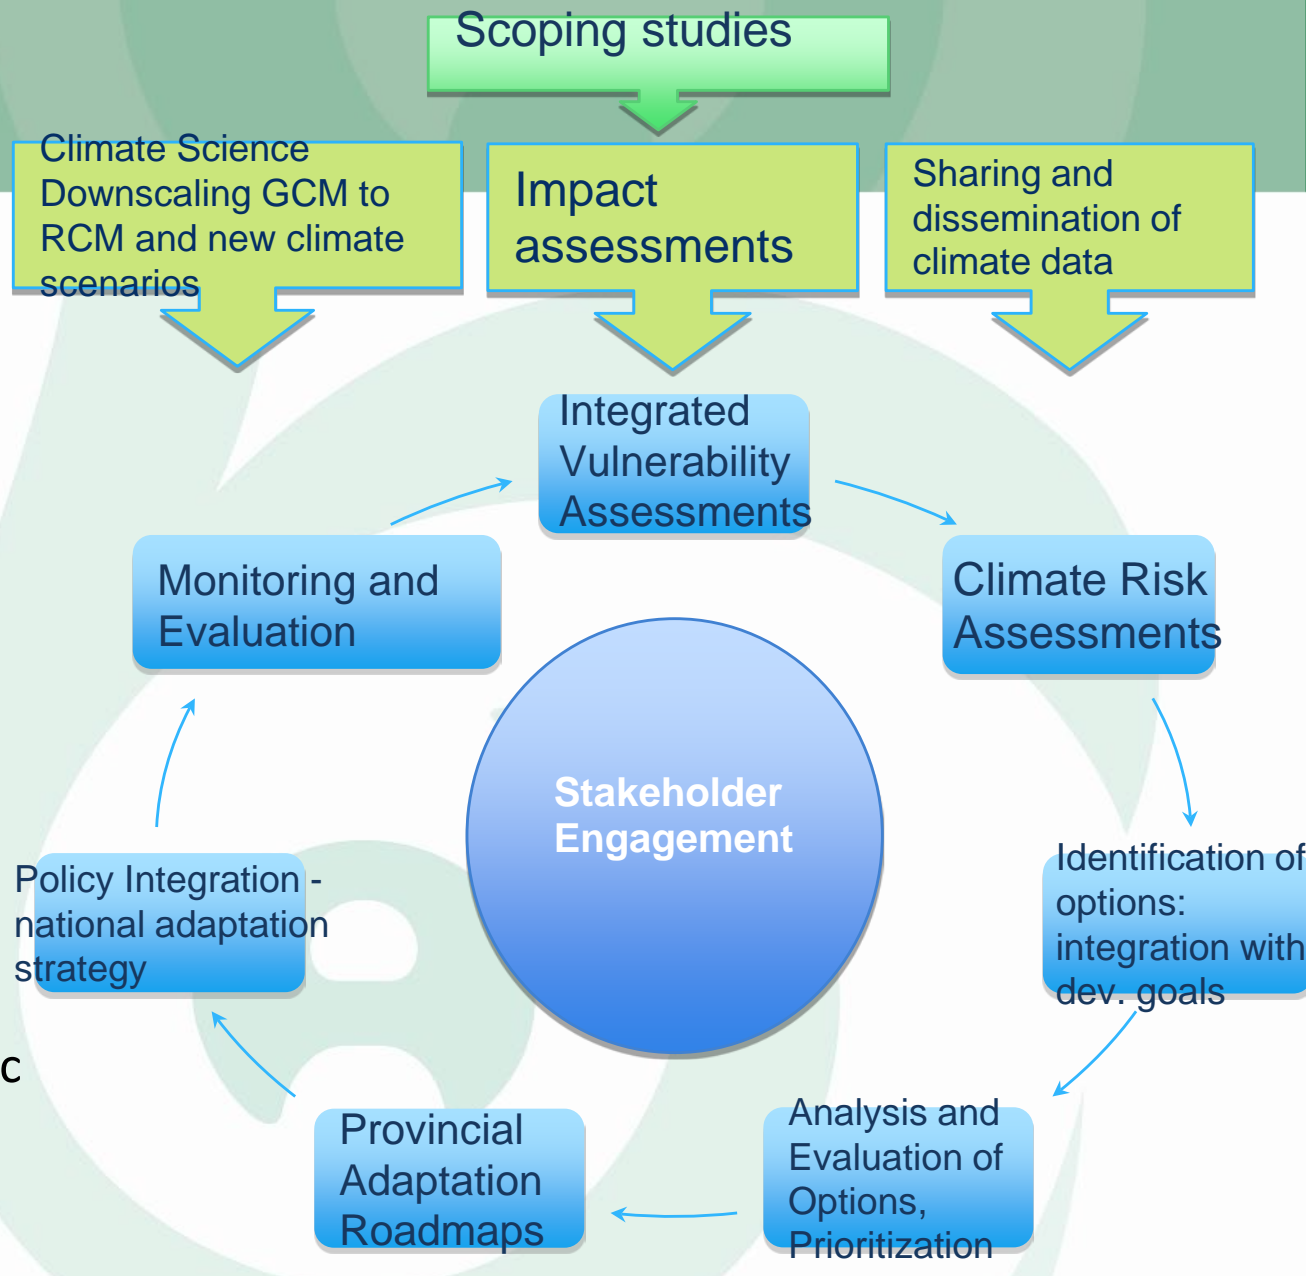 Scoping studies
Climate Science
Downscaling GCM to
RCM and new climate
scenarios
Impact
assessments
Sharing and
dissemination of
climate data
Integrated
Vulnerability
Assessments
Climate Risk
Assessments
Identification of
options:
integration with
dev. goals
Analysis and
Evaluation of
Options,
Prioritization
Provincial
Adaptation
Roadmaps
Policy Integration -
national adaptation
strategy
Monitoring and
Evaluation
Stakeholder
Engagement
c